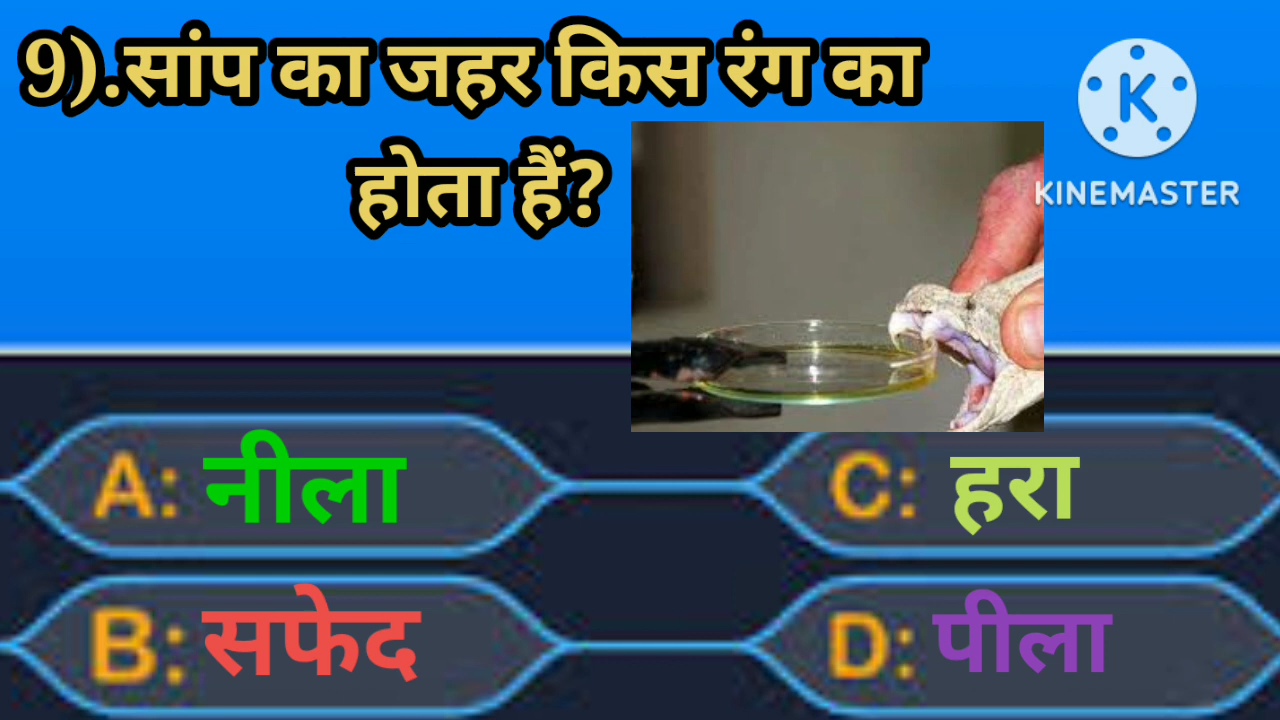 9).सांप का जहर किस रंग का
होता हैं?
KINEMASTER
A: नीला
C: हरा
B: सफेद
D: पीला